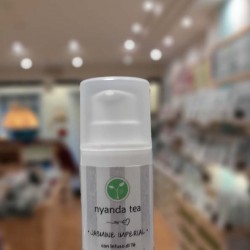 nyanda tea
JASMINE IMPERIAL